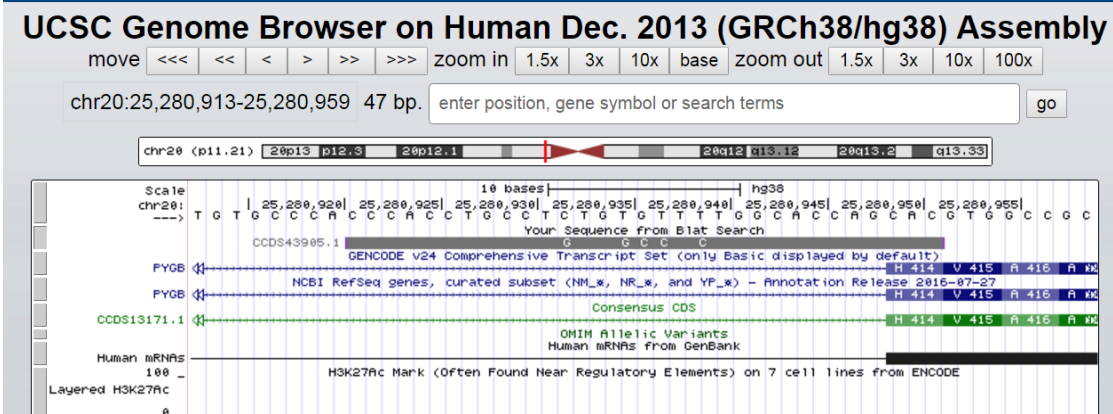 UCSC Genome Browser on Human Dec. 2013 (GRCh38/hg38) Assembly
move <<< << < > >> >>> zoom in 1.5x 3x 10x base zoom out 1.5x 3x 10x 100x
chr20:25,280,913-25,280,959 47 bp. enter position, gene symbol or search terms go
chr20 (p11.21) 20p13 p12.3 20p12.1 20q12 q13.12 20q13.2 q13.33
Scale 10 bases hg38
chr20: 25,280,920| 25,280,925| 25,280,930| 25,280,935| 25,280,940| 25,280,945| 25,280,950| 25,280,955|
---> T G T G C C C A C C C A C C T G C C T C T G T G T T T T G G C A C C A G C A C G T G G C C G C
Your Sequence from Blat Search
CCDS43905.1 G G C C C
GENCODE v24 Comprehensive Transcript Set (only Basic displayed by default)
PYGB H 414 V 415 A 416 A
NCBI RefSeq genes, curated subset (NM_*, NR_*, and YP_*) - Annotation Release 2016-07-27
PYGB H 414 V 415 A 416 A
Consensus CDS
CCDS13171.1 H 414 V 415 A 416 A
OMIM Allelic Variants
Human mRNAs from GenBank
Human mRNAs
100 _ H3K27Ac Mark (Often Found Near Regulatory Elements) on 7 cell lines from ENCODE
Layered H3K27Ac